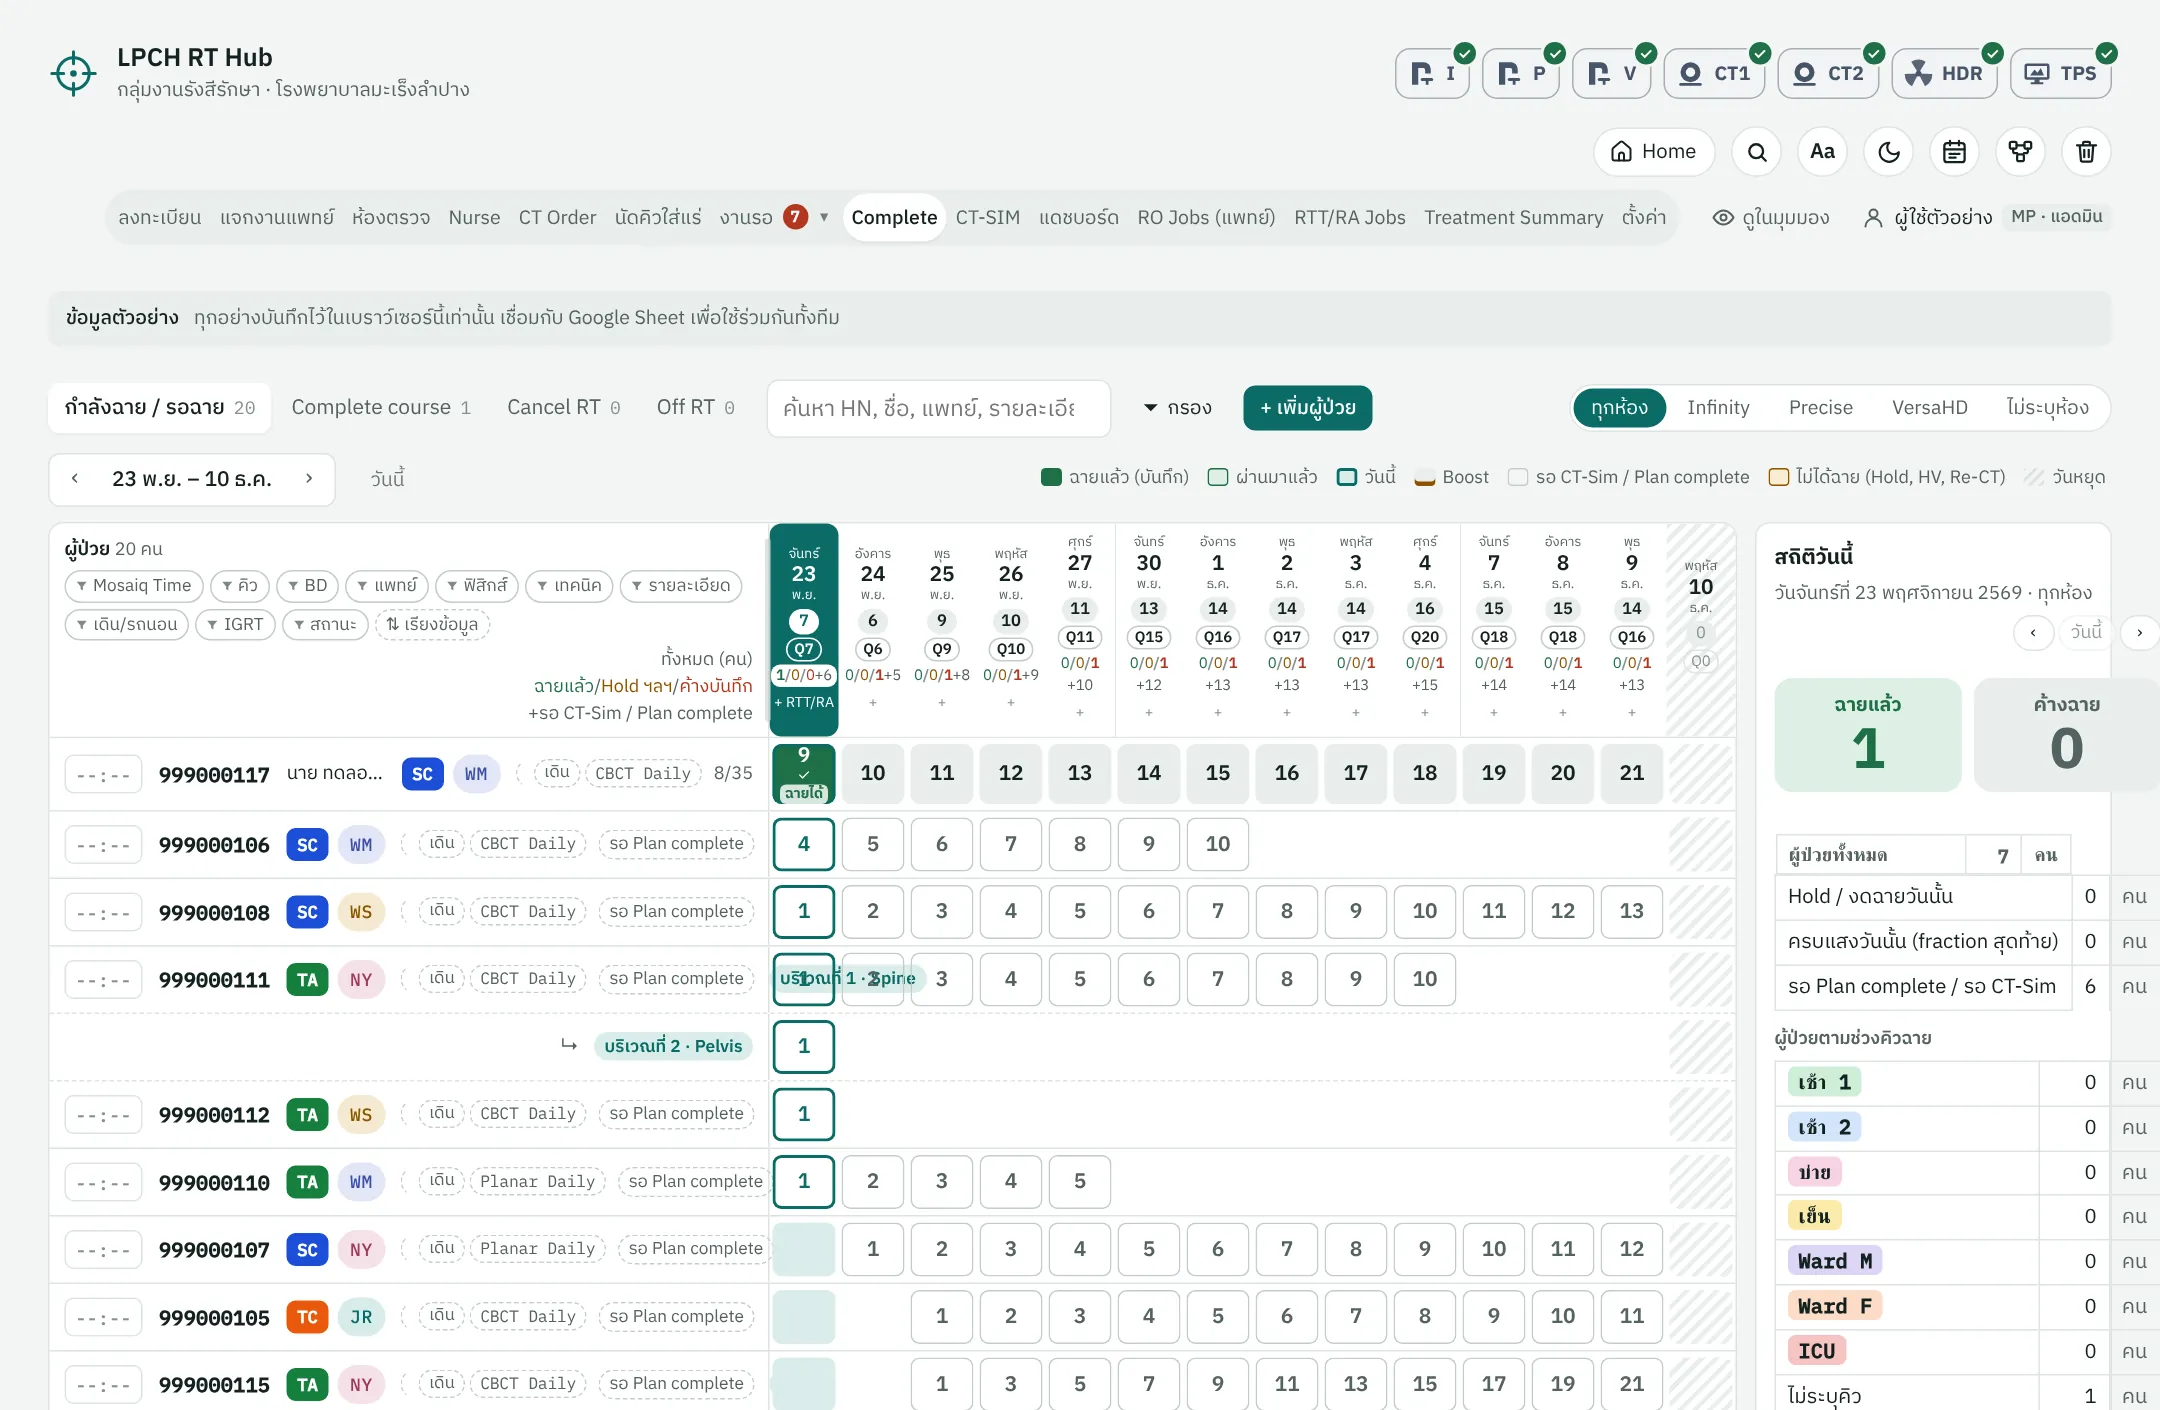 LPCH RT Hub
กลุ่มงานรังสีรักษา · โรงพยาบาลมะเร็งลำปาง
I P V CT1 CT2 HDR TPS
Home Aa
ลงทะเบียน แจกงานแพทย์ ห้องตรวจ Nurse CT Order นัดคิวใส่แร่ งานรอ 7 ▾ Complete CT-SIM แดชบอร์ด RO Jobs (แพทย์) RTT/RA Jobs Treatment Summary ตั้งค่า ดูในมุมมอง ผู้ใช้ตัวอย่าง MP · แอดมิน
ข้อมูลตัวอย่าง ทุกอย่างบันทึกไว้ในเบราว์เซอร์นี้เท่านั้น เชื่อมกับ Google Sheet เพื่อใช้ร่วมกันทั้งทีม
กำลังฉาย / รอฉาย 20 Complete course 1 Cancel RT 0 Off RT 0 ค้นหา HN, ชื่อ, แพทย์, รายละเอีย ▾ กรอง + เพิ่มผู้ป่วย ทุกห้อง Infinity Precise VersaHD ไม่ระบุห้อง
‹ 23 พ.ย. – 10 ธ.ค. › วันนี้ ฉายแล้ว (บันทึก) ผ่านมาแล้ว วันนี้ Boost รอ CT-Sim / Plan complete ไม่ได้ฉาย (Hold, HV, Re-CT) วันหยุด
ผู้ป่วย 20 คน
Mosaiq Time คิว BD แพทย์ ฟิสิกส์ เทคนิค รายละเอียด
เดิน/รถนอน IGRT สถานะ ⇅ เรียงข้อมูล
ทั้งหมด (คน)
ฉายแล้ว/Hold ฯลฯ/ค้างบันทึก
+รอ CT-Sim / Plan complete
จันทร์ 23 พ.ย. 7 Q7 1/0/0+6 + RTT/RA
อังคาร 24 พ.ย. 6 Q6 0/0/1+5 +
พุธ 25 พ.ย. 9 Q9 0/0/1+8 +
พฤหัส 26 พ.ย. 10 Q10 0/0/1+9 +
ศุกร์ 27 พ.ย. 11 Q11 0/0/1 +10 +
จันทร์ 30 พ.ย. 13 Q15 0/0/1 +12 +
อังคาร 1 ธ.ค. 14 Q16 0/0/1 +13 +
พุธ 2 ธ.ค. 14 Q17 0/0/1 +13 +
พฤหัส 3 ธ.ค. 14 Q17 0/0/1 +13 +
ศุกร์ 4 ธ.ค. 16 Q20 0/0/1 +15 +
จันทร์ 7 ธ.ค. 15 Q18 0/0/1 +14 +
อังคาร 8 ธ.ค. 15 Q18 0/0/1 +14 +
พุธ 9 ธ.ค. 14 Q16 0/0/1 +13 +
พฤหัส 10 ธ.ค. 0 Q0
--:-- 999000117 นาย ทดลอ... SC WM เดิน CBCT Daily 8/35 9 ✓ ฉายได้ 10 11 12 13 14 15 16 17 18 19 20 21
--:-- 999000106 SC WM เดิน CBCT Daily รอ Plan complete 4 5 6 7 8 9 10
--:-- 999000108 SC WS เดิน CBCT Daily รอ Plan complete 1 2 3 4 5 6 7 8 9 10 11 12 13
--:-- 999000111 TA NY เดิน CBCT Daily รอ Plan complete บริเวณที่ 1 · Spine 1 2 3 4 5 6 7 8 9 10
↳ บริเวณที่ 2 · Pelvis 1
--:-- 999000112 TA WS เดิน CBCT Daily รอ Plan complete 1
--:-- 999000110 TA WM เดิน Planar Daily รอ Plan complete 1 2 3 4 5
--:-- 999000107 SC NY เดิน Planar Daily รอ Plan complete 1 2 3 4 5 6 7 8 9 10 11 12
--:-- 999000105 TC JR เดิน CBCT Daily รอ Plan complete 1 2 3 4 5 6 7 8 9 10 11
--:-- 999000115 TA NY เดิน CBCT Daily รอ Plan complete 1 3 5 7 9 11 13 15 17 19 21
สถิติวันนี้
วันจันทร์ที่ 23 พฤศจิกายน 2569 · ทุกห้อง
‹ วันนี้ ›
ฉายแล้ว 1
ค้างฉาย 0
ผู้ป่วยทั้งหมด 7 คน
Hold / งดฉายวันนั้น 0 คน
ครบแสงวันนั้น (fraction สุดท้าย) 0 คน
รอ Plan complete / รอ CT-Sim 6 คน
ผู้ป่วยตามช่วงคิวฉาย
เช้า 1 0 คน
เช้า 2 0 คน
บ่าย 0 คน
เย็น 0 คน
Ward M 0 คน
Ward F 0 คน
ICU 0 คน
ไม่ระบุคิว 1 คน